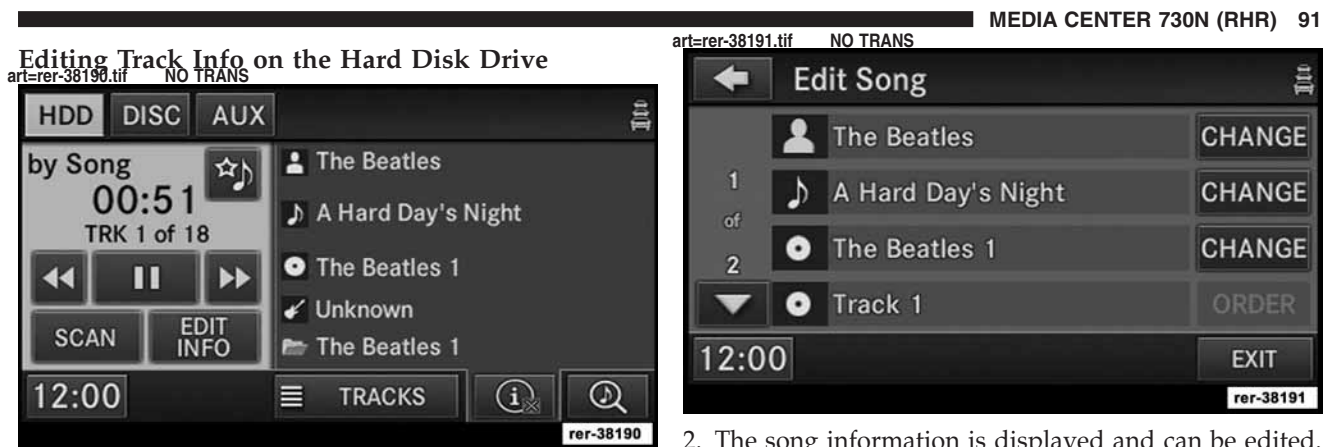 MEDIA CENTER 730N (RHR) 91
Editing Track Info on the Hard Disk Drive
art=rer-38190.tif NO TRANS
HDD DISC AUX
by Song
00:51
TRK 1 of 18
SCAN
EDIT
INFO
The Beatles
A Hard Day's Night
The Beatles 1
Unknown
The Beatles 1
12:00 TRACKS
rer-38190
art=rer-38191.tif NO TRANS
Edit Song
1
of
2
The Beatles CHANGE
A Hard Day's Night CHANGE
The Beatles 1 CHANGE
Track 1 ORDER
12:00 EXIT
rer-38191
2. The song information is displayed and can be edited.